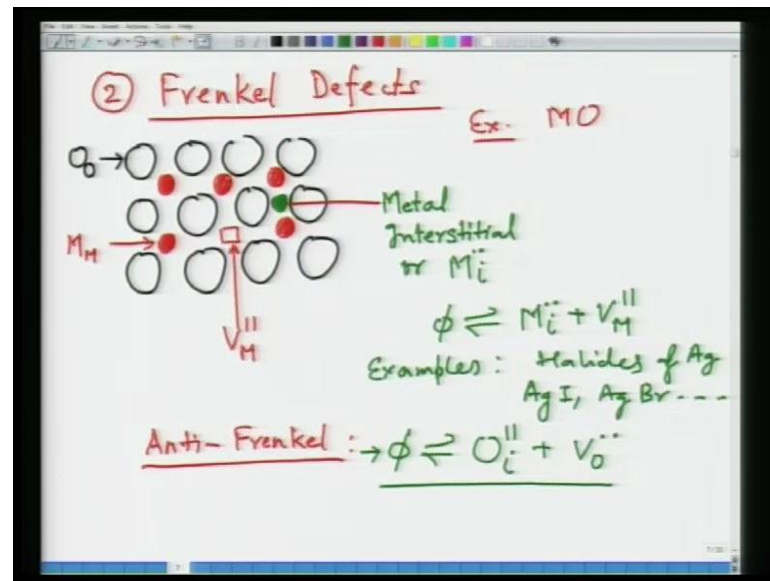 ② Frenkel Defects
Ex. MO
Metal
Interstitial
or Mᵢ¨
M_M
V_M''
φ ⇌ Mᵢ¨ + V_M''
Examples: Halides of Ag
AgI, AgBr ----
Anti-Frenkel: → φ ⇌ Oᵢ'' + V_O¨